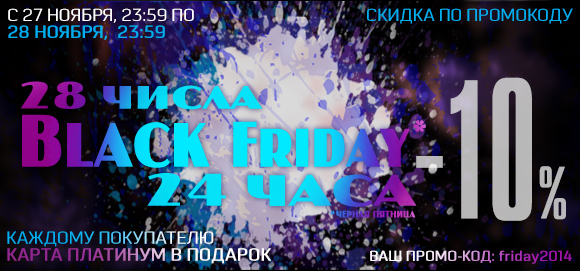 С 27 НОЯБРЯ, 23:59 ПО
28 НОЯБРЯ, 23:59
СКИДКА ПО ПРОМОКОДУ
28 ЧИСЛА
BLACK FRIDAY*
24 ЧАСА
*ЧЕРНАЯ ПЯТНИЦА
-10%
КАЖДОМУ ПОКУПАТЕЛЮ
КАРТА ПЛАТИНУМ В ПОДАРОК
ВАШ ПРОМО-КОД: friday2014